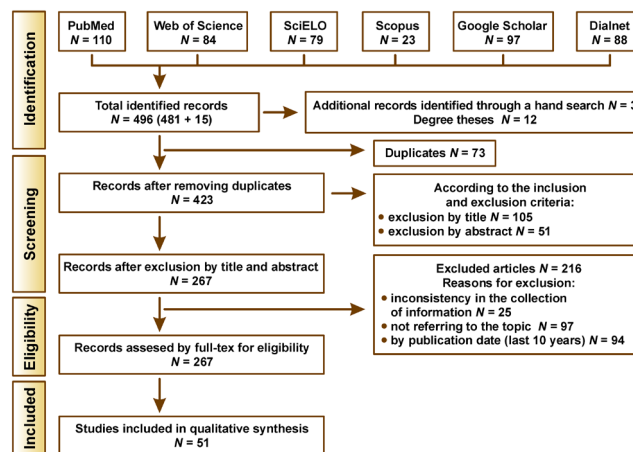 PubMed
N = 110
Web of Science
N = 84
SciELO
N = 79
Scopus
N = 23
Google Scholar
N = 97
Dialnet
N = 88
Identification
Total identified records
N = 496 (481 + 15)
Additional records identified through a hand search N = 3
Degree theses N = 12
Duplicates N = 73
Screening
Records after removing duplicates
N = 423
According to the inclusion
and exclusion criteria:
• exclusion by title N = 105
• exclusion by abstract N = 51
Records after exclusion by title and abstract
N = 267
Excluded articles N = 216
Reasons for exclusion:
• inconsistency in the collection
of information N = 25
• not referring to the topic N = 97
• by publication date (last 10 years) N = 94
Eligibility
Records assesed by full-tex for eligibility
N = 267
Included
Studies included in qualitative synthesis
N = 51